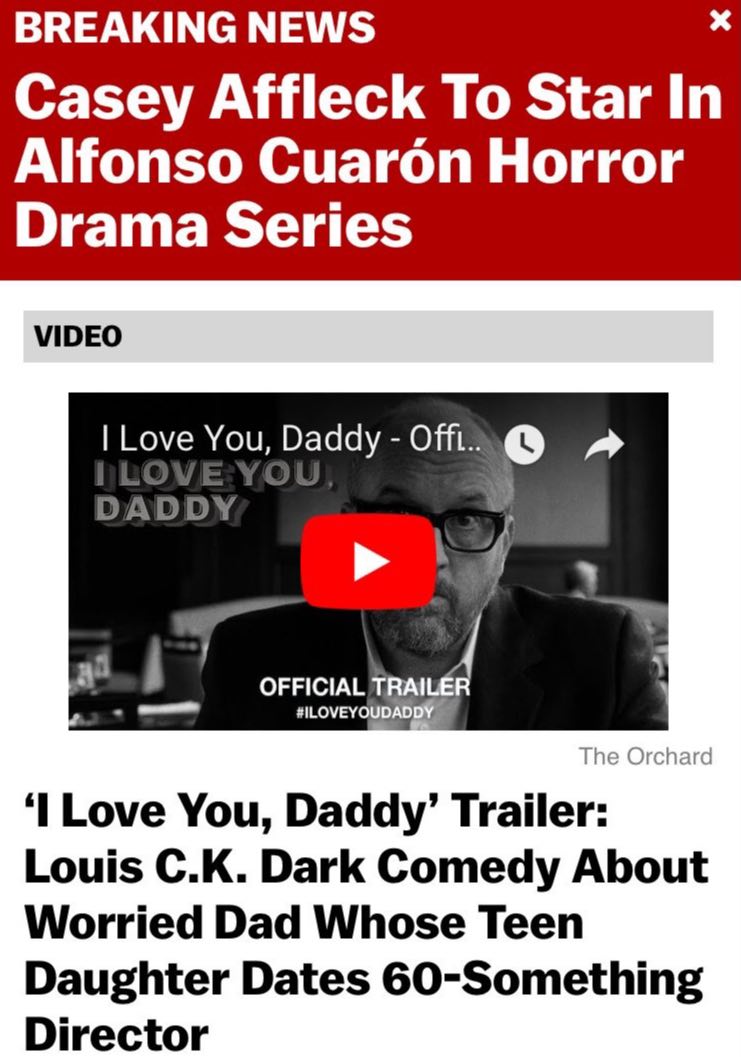 BREAKING NEWS
Casey Affleck To Star In
Alfonso Cuarón Horror
Drama Series
VIDEO
I Love You, Daddy - Offi...
I LOVE YOU,
DADDY
OFFICIAL TRAILER
#ILOVEYOUDADDY
The Orchard
‘I Love You, Daddy’ Trailer:
Louis C.K. Dark Comedy About
Worried Dad Whose Teen
Daughter Dates 60-Something
Director